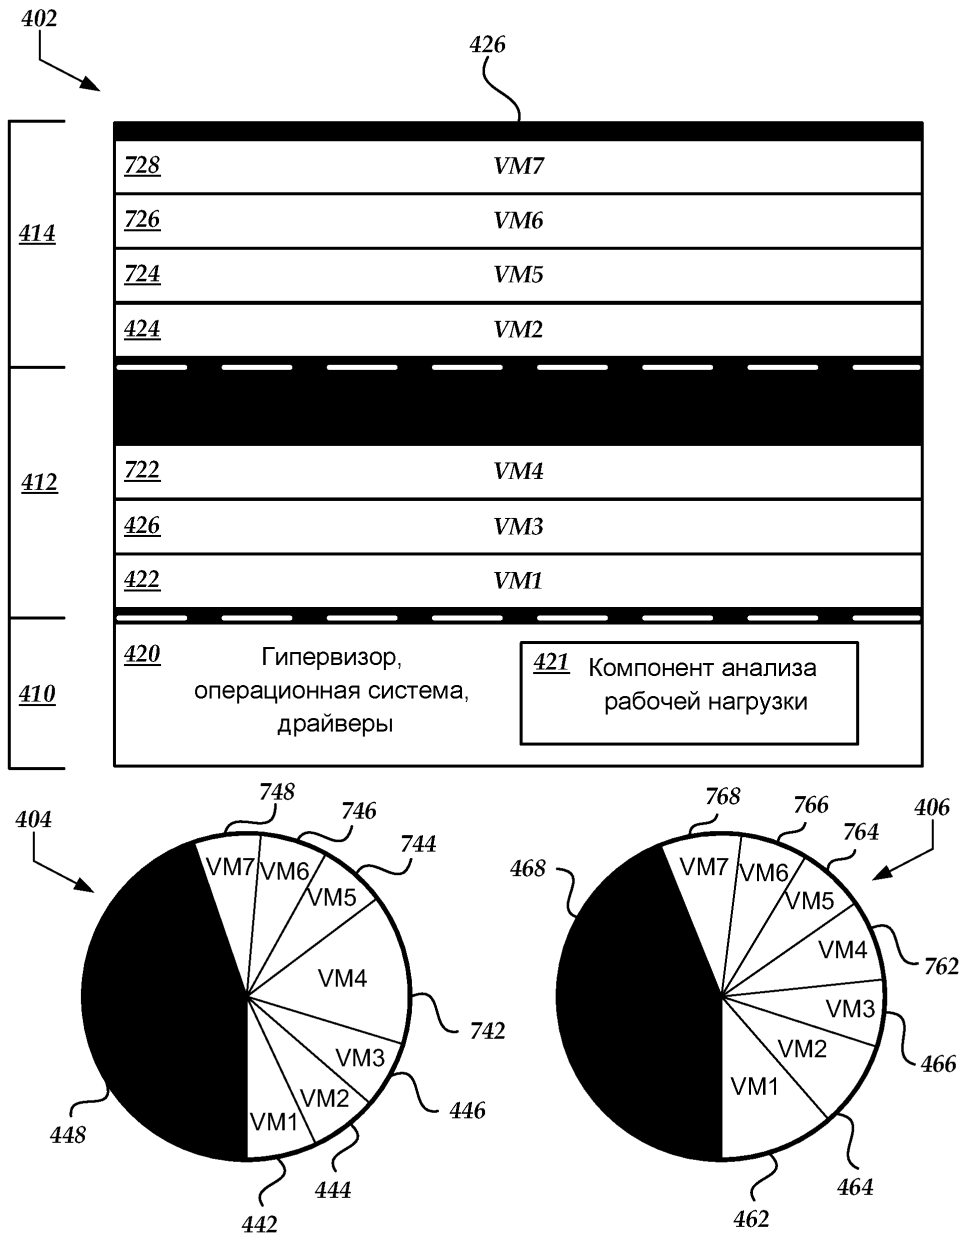 402
426
728 VM7
726 VM6
414
724 VM5
424 VM2
722 VM4
412
426 VM3
422 VM1
420 Гипервизор,
операционная система,
драйверы
421 Компонент анализа
рабочей нагрузки
410
404
748
746
744
VM7
VM6
VM5
VM4
742
VM3
446
VM2
444
VM1
442
448
406
768
766
764
468
VM7
VM6
VM5
VM4
762
VM3
466
VM2
464
VM1
462